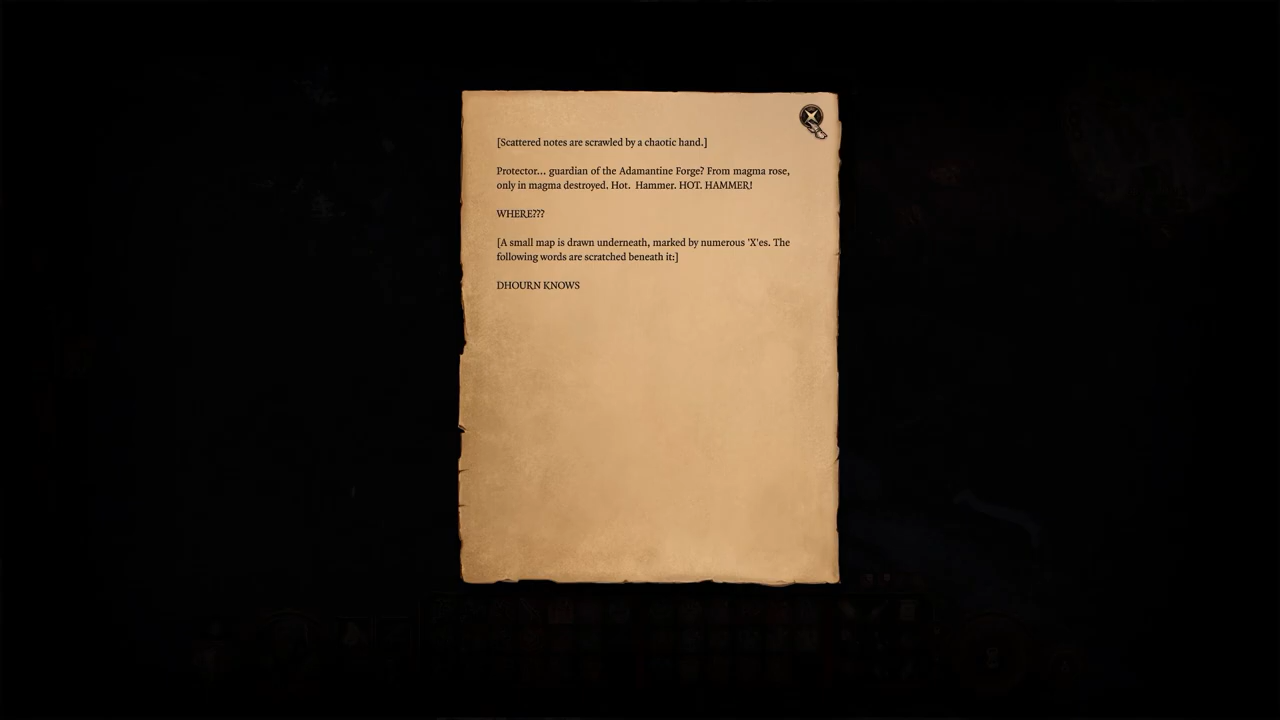 [Scattered notes are scrawled by a chaotic hand.]
Protector... guardian of the Adamantine Forge? From magma rose,
only in magma destroyed. Hot. Hammer. HOT. HAMMER!
WHERE???
[A small map is drawn underneath, marked by numerous 'X'es. The
following words are scratched beneath it:]
DHOURN KNOWS